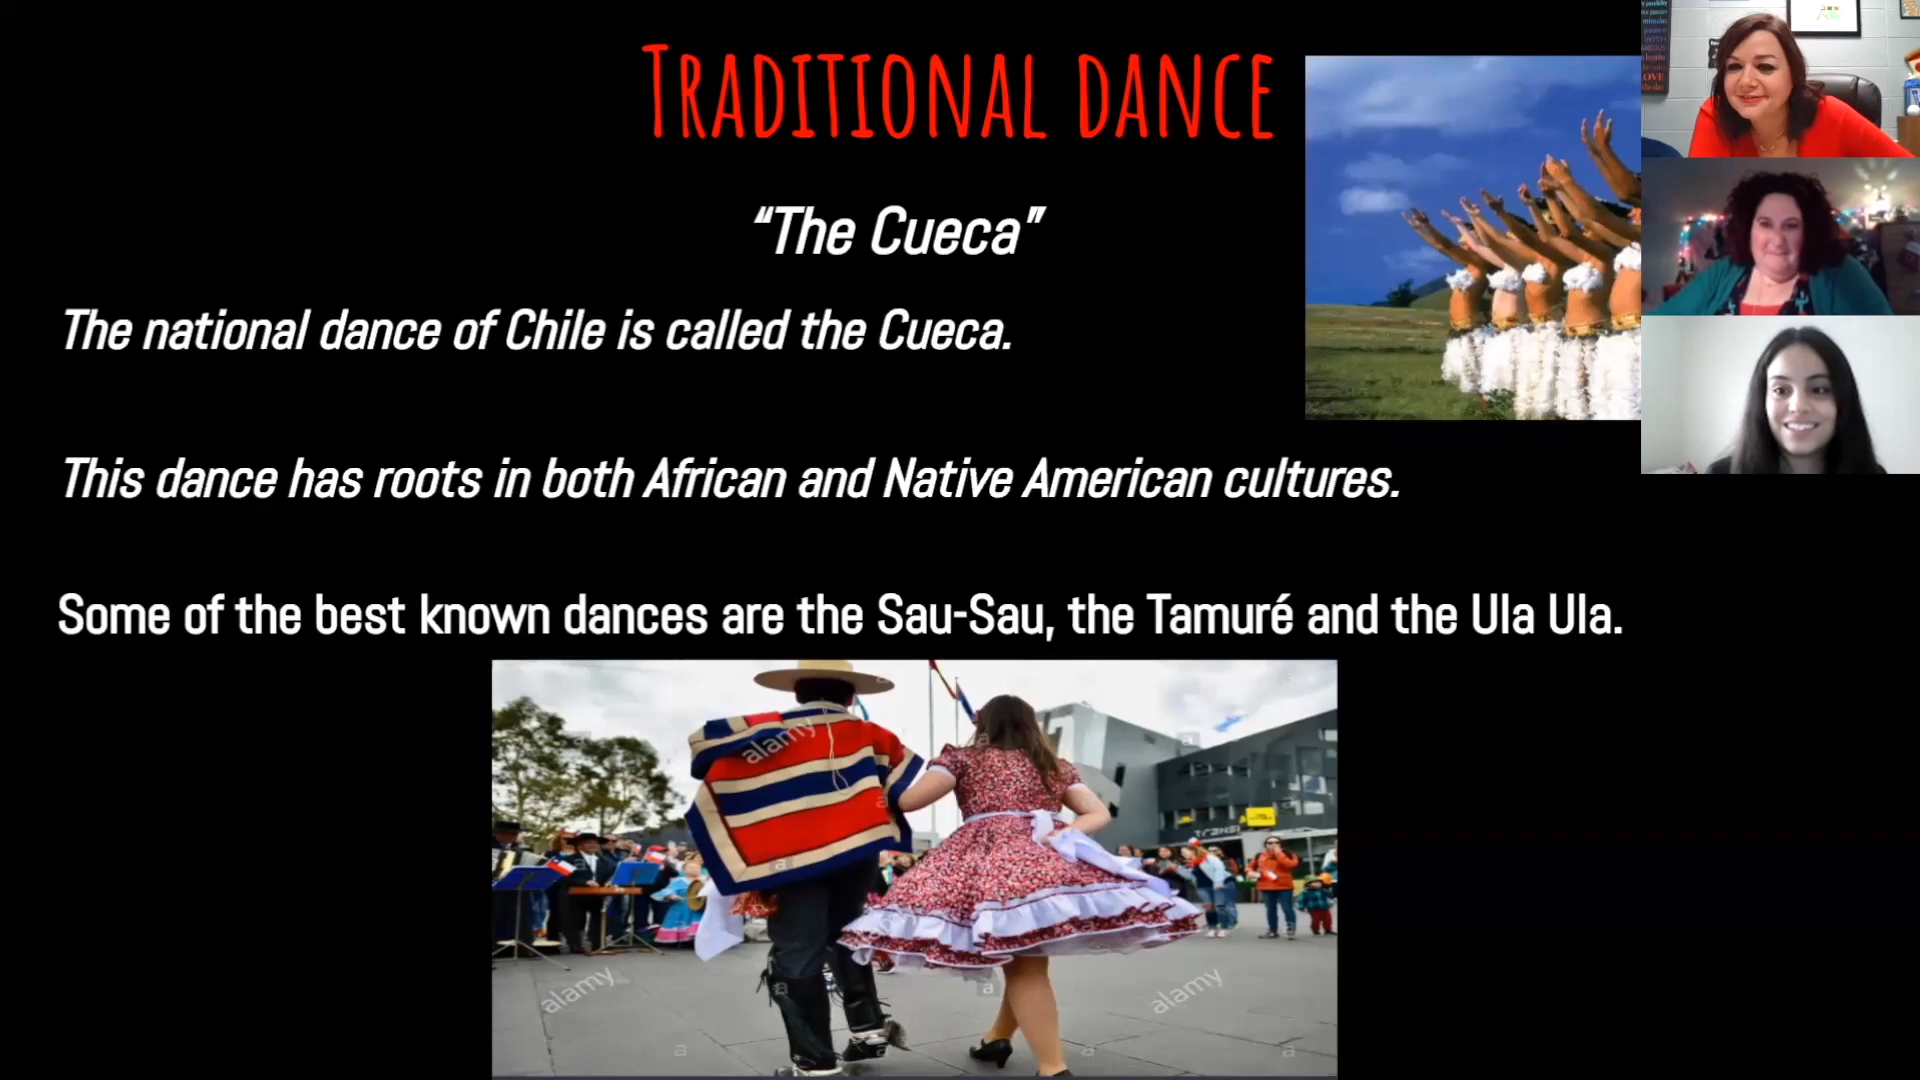 TRADITIONAL DANCE
“The Cueca”
The national dance of Chile is called the Cueca.
This dance has roots in both African and Native American cultures.
Some of the best known dances are the Sau-Sau, the Tamuré and the Ula Ula.
alamy
a
alamy
alamy
LOVE